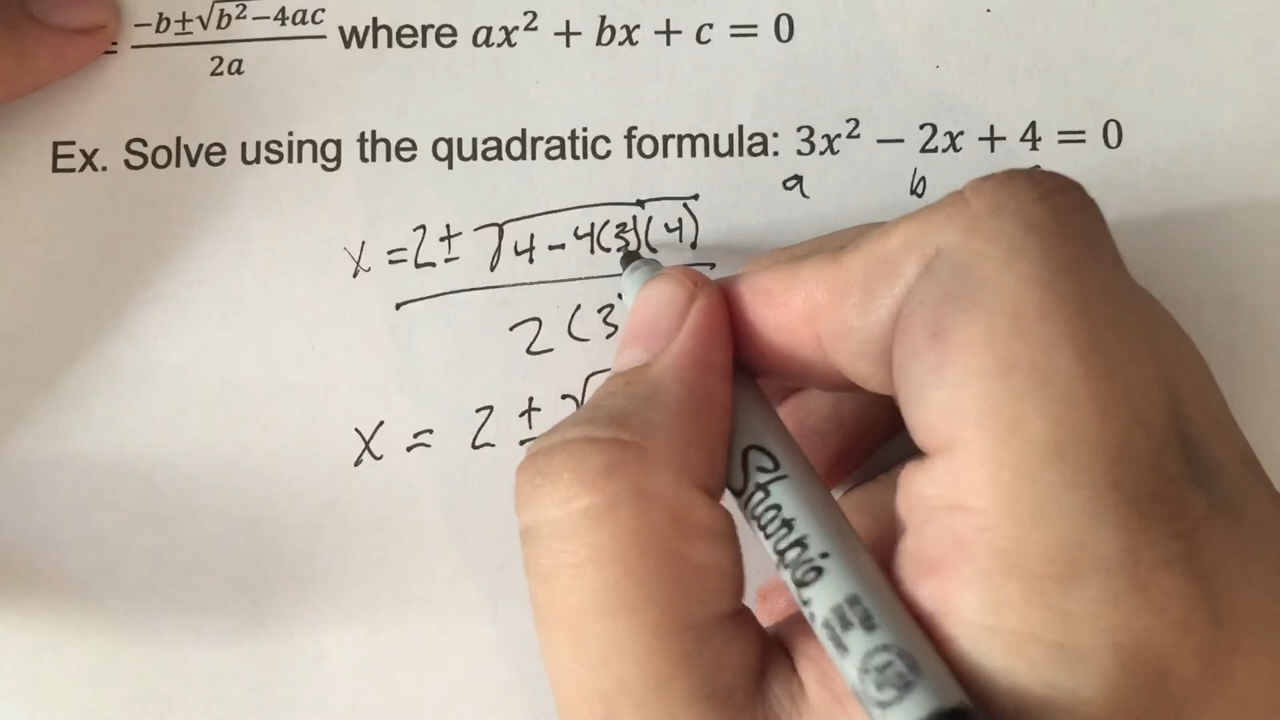 = −b±√b²−4ac / 2a where ax² + bx + c = 0
Ex. Solve using the quadratic formula: 3x² − 2x + 4 = 0
a b
x = 2 ± √4 − 4(3)(4)
2(3
x = 2 ± √
Sharpie